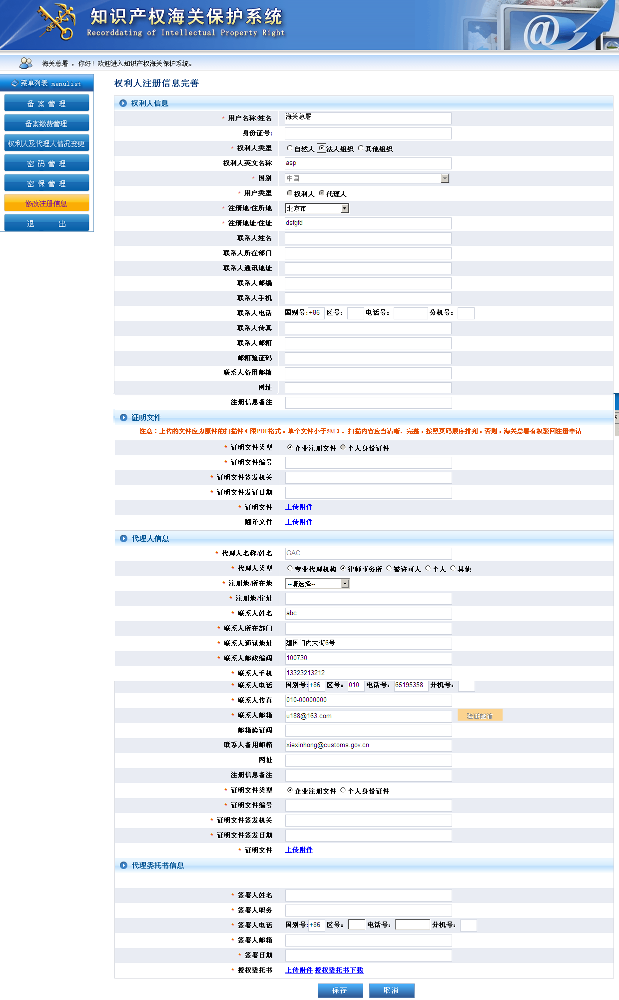 知识产权海关保护系统
Recorddating of Intellectual Property Right
海关总署 ，你好！欢迎进入知识产权海关保护系统。
菜单列表 menulist
备 案 管 理
备案缴费管理
权利人及代理人情况变更
密 码 管 理
密 保 管 理
修改注册信息
退 出
权利人注册信息完善
权利人信息
* 用户名称/姓名 海关总署
身份证号:
* 权利人类型 自然人 法人组织 其他组织
权利人英文名称 asp
* 国别 中国
* 用户类型 权利人 代理人
* 注册地/住所地 北京市
* 注册地址/住址 dsfgfd
联系人姓名
联系人所在部门
联系人通讯地址
联系人邮编
联系人手机
联系人电话 国别号:+86 区号: 电话号: 分机号:
联系人传真
联系人邮箱
邮箱验证码
联系人备用邮箱
网址
注册信息备注
证明文件
注意：上传的文件应为原件的扫描件（限PDF格式，单个文件小于5M）。扫描内容应当清晰、完整，按照页码顺序排列，否则，海关总署有权驳回注册申请
* 证明文件类型 企业注册文件 个人身份证件
* 证明文件编号
* 证明文件签发机关
* 证明文件发证日期
* 证明文件 上传附件
翻译文件 上传附件
代理人信息
* 代理人名称/姓名 GAC
* 代理人类型 专业代理机构 律师事务所 被许可人 个人 其他
* 注册地/所在地 --请选择--
* 注册地/住址
* 联系人姓名 abc
* 联系人所在部门
* 联系人通讯地址 建国门内大街6号
* 联系人邮政编码 100730
* 联系人手机 13323213212
* 联系人电话 国别号:+86 区号: 010 电话号: 65195358 分机号:
* 联系人传真 010-00000000
* 联系人邮箱 u188@163.com 验证邮箱
邮箱验证码
联系人备用邮箱 xiexinhong@customs.gov.cn
网址
注册信息备注
* 证明文件类型 企业注册文件 个人身份证件
* 证明文件编号
* 证明文件签发机关
* 证明文件签发日期
* 证明文件 上传附件
代理委托书信息
* 签署人姓名
* 签署人职务
* 签署人电话 国别号:+86 区号: 电话号: 分机号:
* 签署人邮箱
* 签署日期
* 授权委托书 上传附件 授权委托书下载
保存 取消